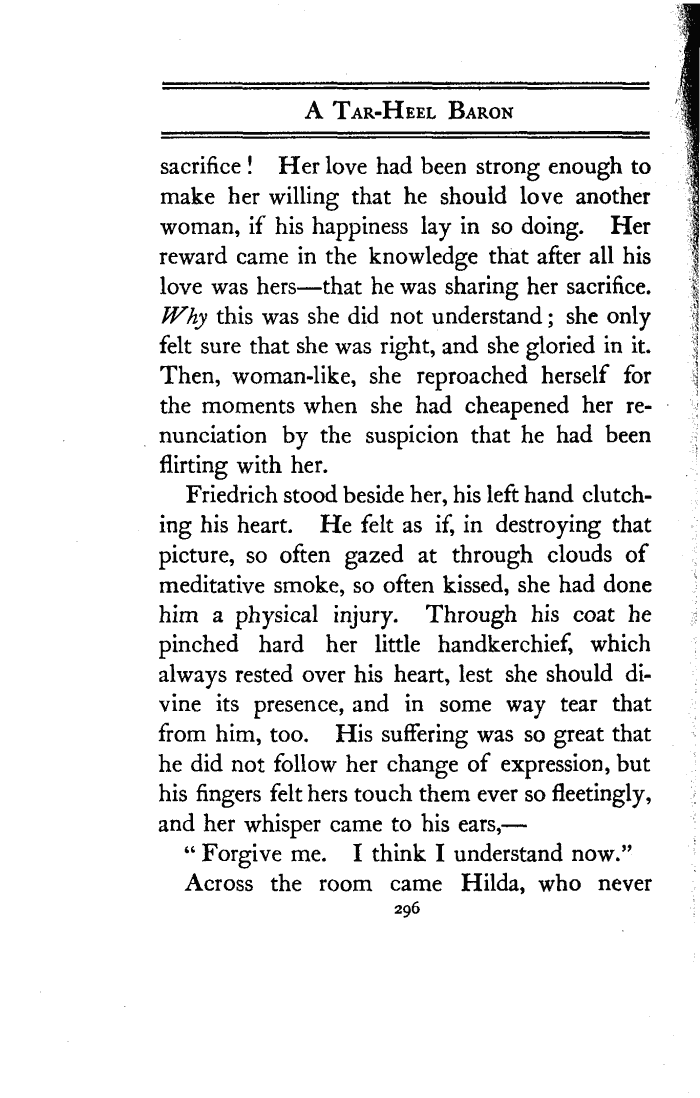 A Tar-Heel Baron
sacrifice! Her love had been strong enough to
make her willing that he should love another
woman, if his happiness lay in so doing. Her
reward came in the knowledge that after all his
love was hers—that he was sharing her sacrifice.
Why this was she did not understand; she only
felt sure that she was right, and she gloried in it.
Then, woman-like, she reproached herself for
the moments when she had cheapened her re-
nunciation by the suspicion that he had been
flirting with her.
Friedrich stood beside her, his left hand clutch-
ing his heart. He felt as if, in destroying that
picture, so often gazed at through clouds of
meditative smoke, so often kissed, she had done
him a physical injury. Through his coat he
pinched hard her little handkerchief, which
always rested over his heart, lest she should di-
vine its presence, and in some way tear that
from him, too. His suffering was so great that
he did not follow her change of expression, but
his fingers felt hers touch them ever so fleetingly,
and her whisper came to his ears,—
"Forgive me. I think I understand now."
Across the room came Hilda, who never
296